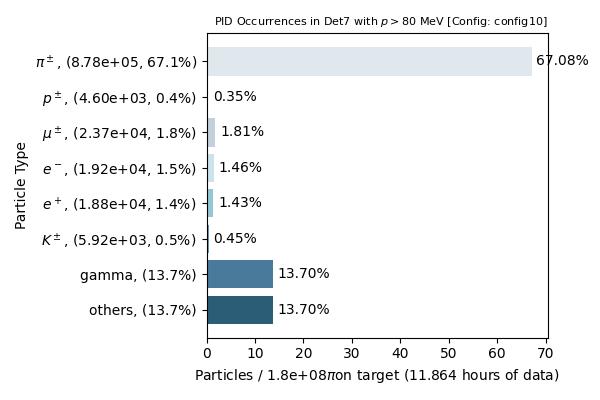 PID Occurrences in Det7 with p > 80 MeV [Config: config10]
π±, (8.78e+05, 67.1%)
67.08%
p±, (4.60e+03, 0.4%)
0.35%
μ±, (2.37e+04, 1.8%)
1.81%
e−, (1.92e+04, 1.5%)
1.46%
e+, (1.88e+04, 1.4%)
1.43%
K±, (5.92e+03, 0.5%)
0.45%
gamma, (13.7%)
13.70%
others, (13.7%)
13.70%
Particle Type
0 10 20 30 40 50 60 70
Particles / 1.8e+08πon target (11.864 hours of data)